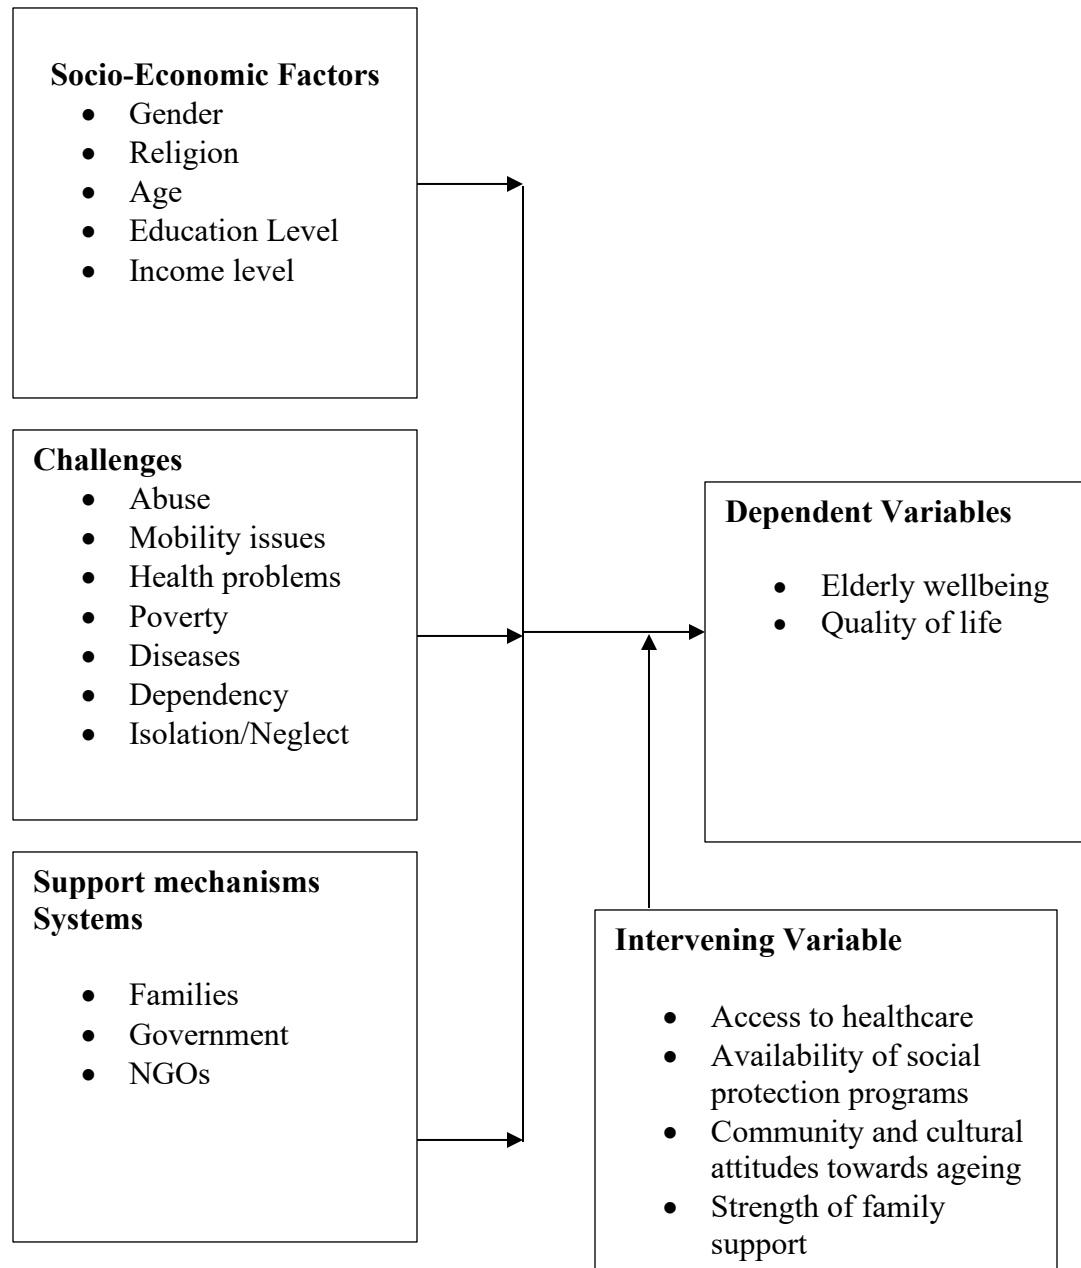 Socio-Economic Factors
• Gender
• Religion
• Age
• Education Level
• Income level
Challenges
• Abuse
• Mobility issues
• Health problems
• Poverty
• Diseases
• Dependency
• Isolation/Neglect
Support mechanisms
Systems
• Families
• Government
• NGOs
Dependent Variables
• Elderly wellbeing
• Quality of life
Intervening Variable
• Access to healthcare
• Availability of social
protection programs
• Community and cultural
attitudes towards ageing
• Strength of family
support